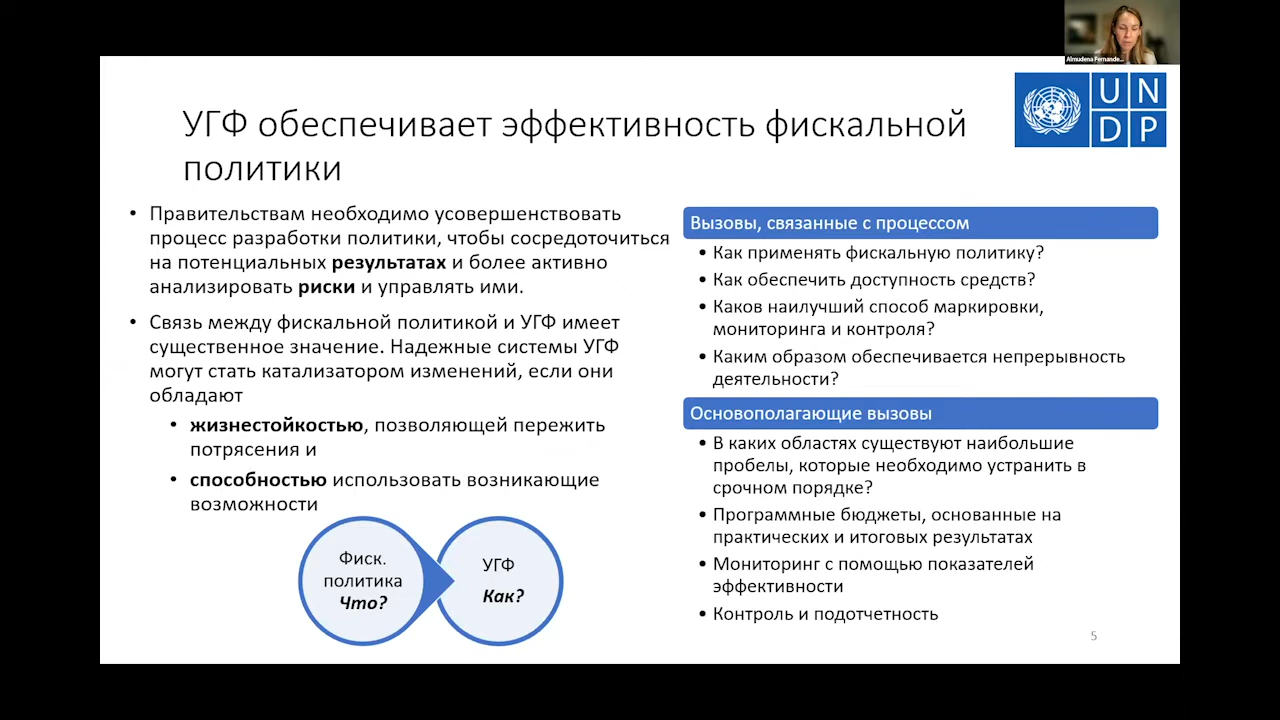 Almudena Fernande...
UN
DP
УГФ обеспечивает эффективность фискальной
политики
• Правительствам необходимо усовершенствовать
процесс разработки политики, чтобы сосредоточиться
на потенциальных результатах и более активно
анализировать риски и управлять ими.
• Связь между фискальной политикой и УГФ имеет
существенное значение. Надежные системы УГФ
могут стать катализатором изменений, если они
обладают
• жизнестойкостью, позволяющей пережить
потрясения и
• способностью использовать возникающие
возможности
Фиск.
политика
Что?
УГФ
Как?
Вызовы, связанные с процессом
• Как применять фискальную политику?
• Как обеспечить доступность средств?
• Каков наилучший способ маркировки,
мониторинга и контроля?
• Каким образом обеспечивается непрерывность
деятельности?
Основополагающие вызовы
• В каких областях существуют наибольшие
пробелы, которые необходимо устранить в
срочном порядке?
• Программные бюджеты, основанные на
практических и итоговых результатах
• Мониторинг с помощью показателей
эффективности
• Контроль и подотчетность
5